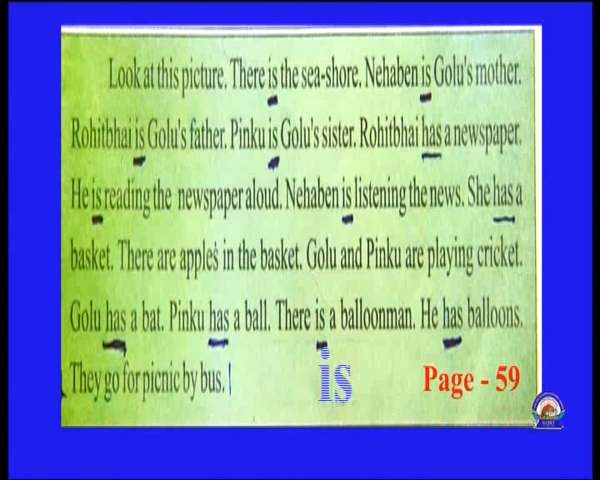 Look at this picture. There is the sea-shore. Nehaben is Golu's mother.
Rohitbhai is Golu's father. Pinku is Golu's sister. Rohitbhai has a newspaper.
He is reading the newspaper aloud. Nehaben is listening the news. She has a
basket. There are apples in the basket. Golu and Pinku are playing cricket.
Golu has a bat. Pinku has a ball. There is a balloonman. He has balloons.
They go for picnic by bus.
is
Page - 59